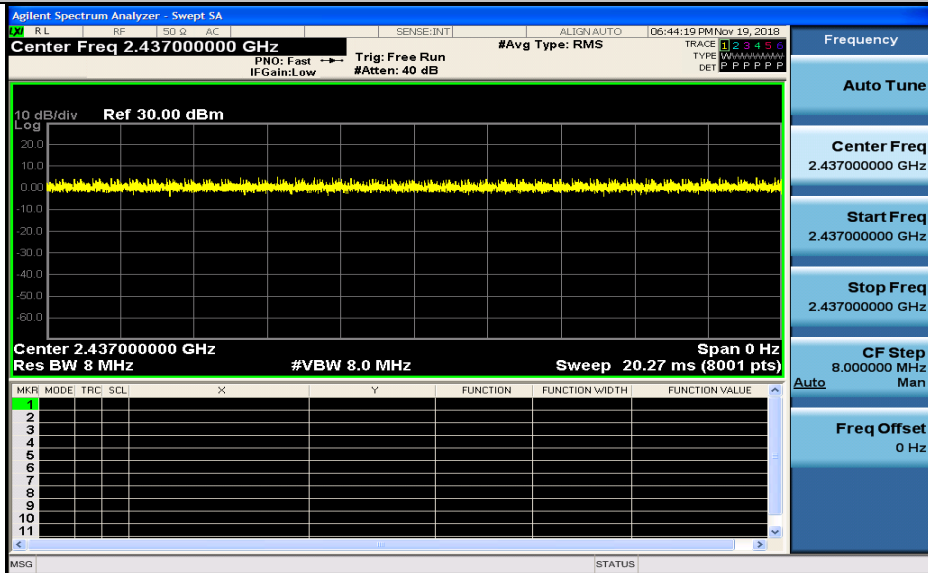 Agilent Spectrum Analyzer - Swept SA
RL RF 50 Ω AC SENSE:INT ALIGN AUTO 06:44:19 PM Nov 19, 2018
Center Freq 2.437000000 GHz #Avg Type: RMS TRACE 1 2 3 4 5 6
PNO: Fast Trig: Free Run TYPE WWWWWW
IFGain:Low #Atten: 40 dB DET P P P P P P
10 dB/div Ref 30.00 dBm
Log
20.0
10.0
0.00
-10.0
-20.0
-30.0
-40.0
-50.0
-60.0
Center 2.437000000 GHz Span 0 Hz
Res BW 8 MHz #VBW 8.0 MHz Sweep 20.27 ms (8001 pts)
MKR MODE TRC SCL X Y FUNCTION FUNCTION WIDTH FUNCTION VALUE
1
2
3
4
5
6
7
8
9
10
11
MSG STATUS
Frequency
Auto Tune
Center Freq
2.437000000 GHz
Start Freq
2.437000000 GHz
Stop Freq
2.437000000 GHz
CF Step
8.000000 MHz
Auto Man
Freq Offset
0 Hz